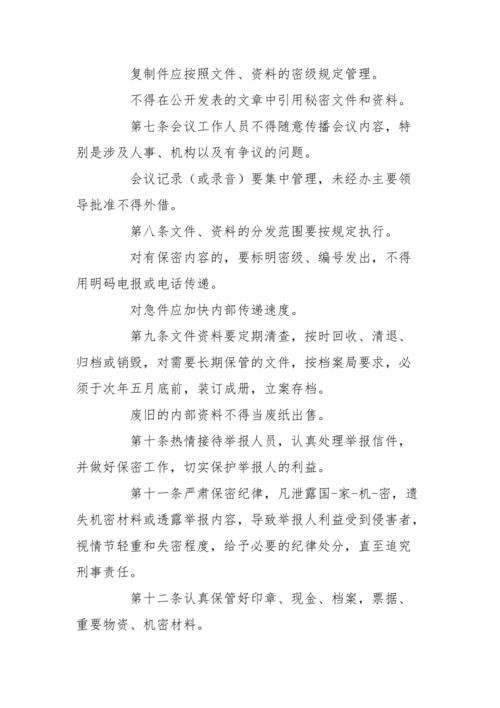 复制件应按照文件、资料的密级规定管理。
不得在公开发表的文章中引用秘密文件和资料。
第七条会议工作人员不得随意传播会议内容，特
别是涉及人事、机构以及有争议的问题。
会议记录（或录音）要集中管理，未经办主要领
导批准不得外借。
第八条文件、资料的分发范围要按规定执行。
对有保密内容的，要标明密级、编号发出，不得
用明码电报或电话传递。
对急件应加快内部传递速度。
第九条文件资料要定期清查，按时回收、清退、
归档或销毁，对需要长期保管的文件，按档案局要求，必
须于次年五月底前，装订成册，立案存档。
废旧的内部资料不得当废纸出售。
第十条热情接待举报人员，认真处理举报信件，
并做好保密工作，切实保护举报人的利益。
第十一条严肃保密纪律，凡泄露国-家-机-密，遗
失机密材料或透露举报内容，导致举报人利益受到侵害者，
视情节轻重和失密程度，给予必要的纪律处分，直至追究
刑事责任。
第十二条认真保管好印章、现金、档案，票据、
重要物资、机密材料。